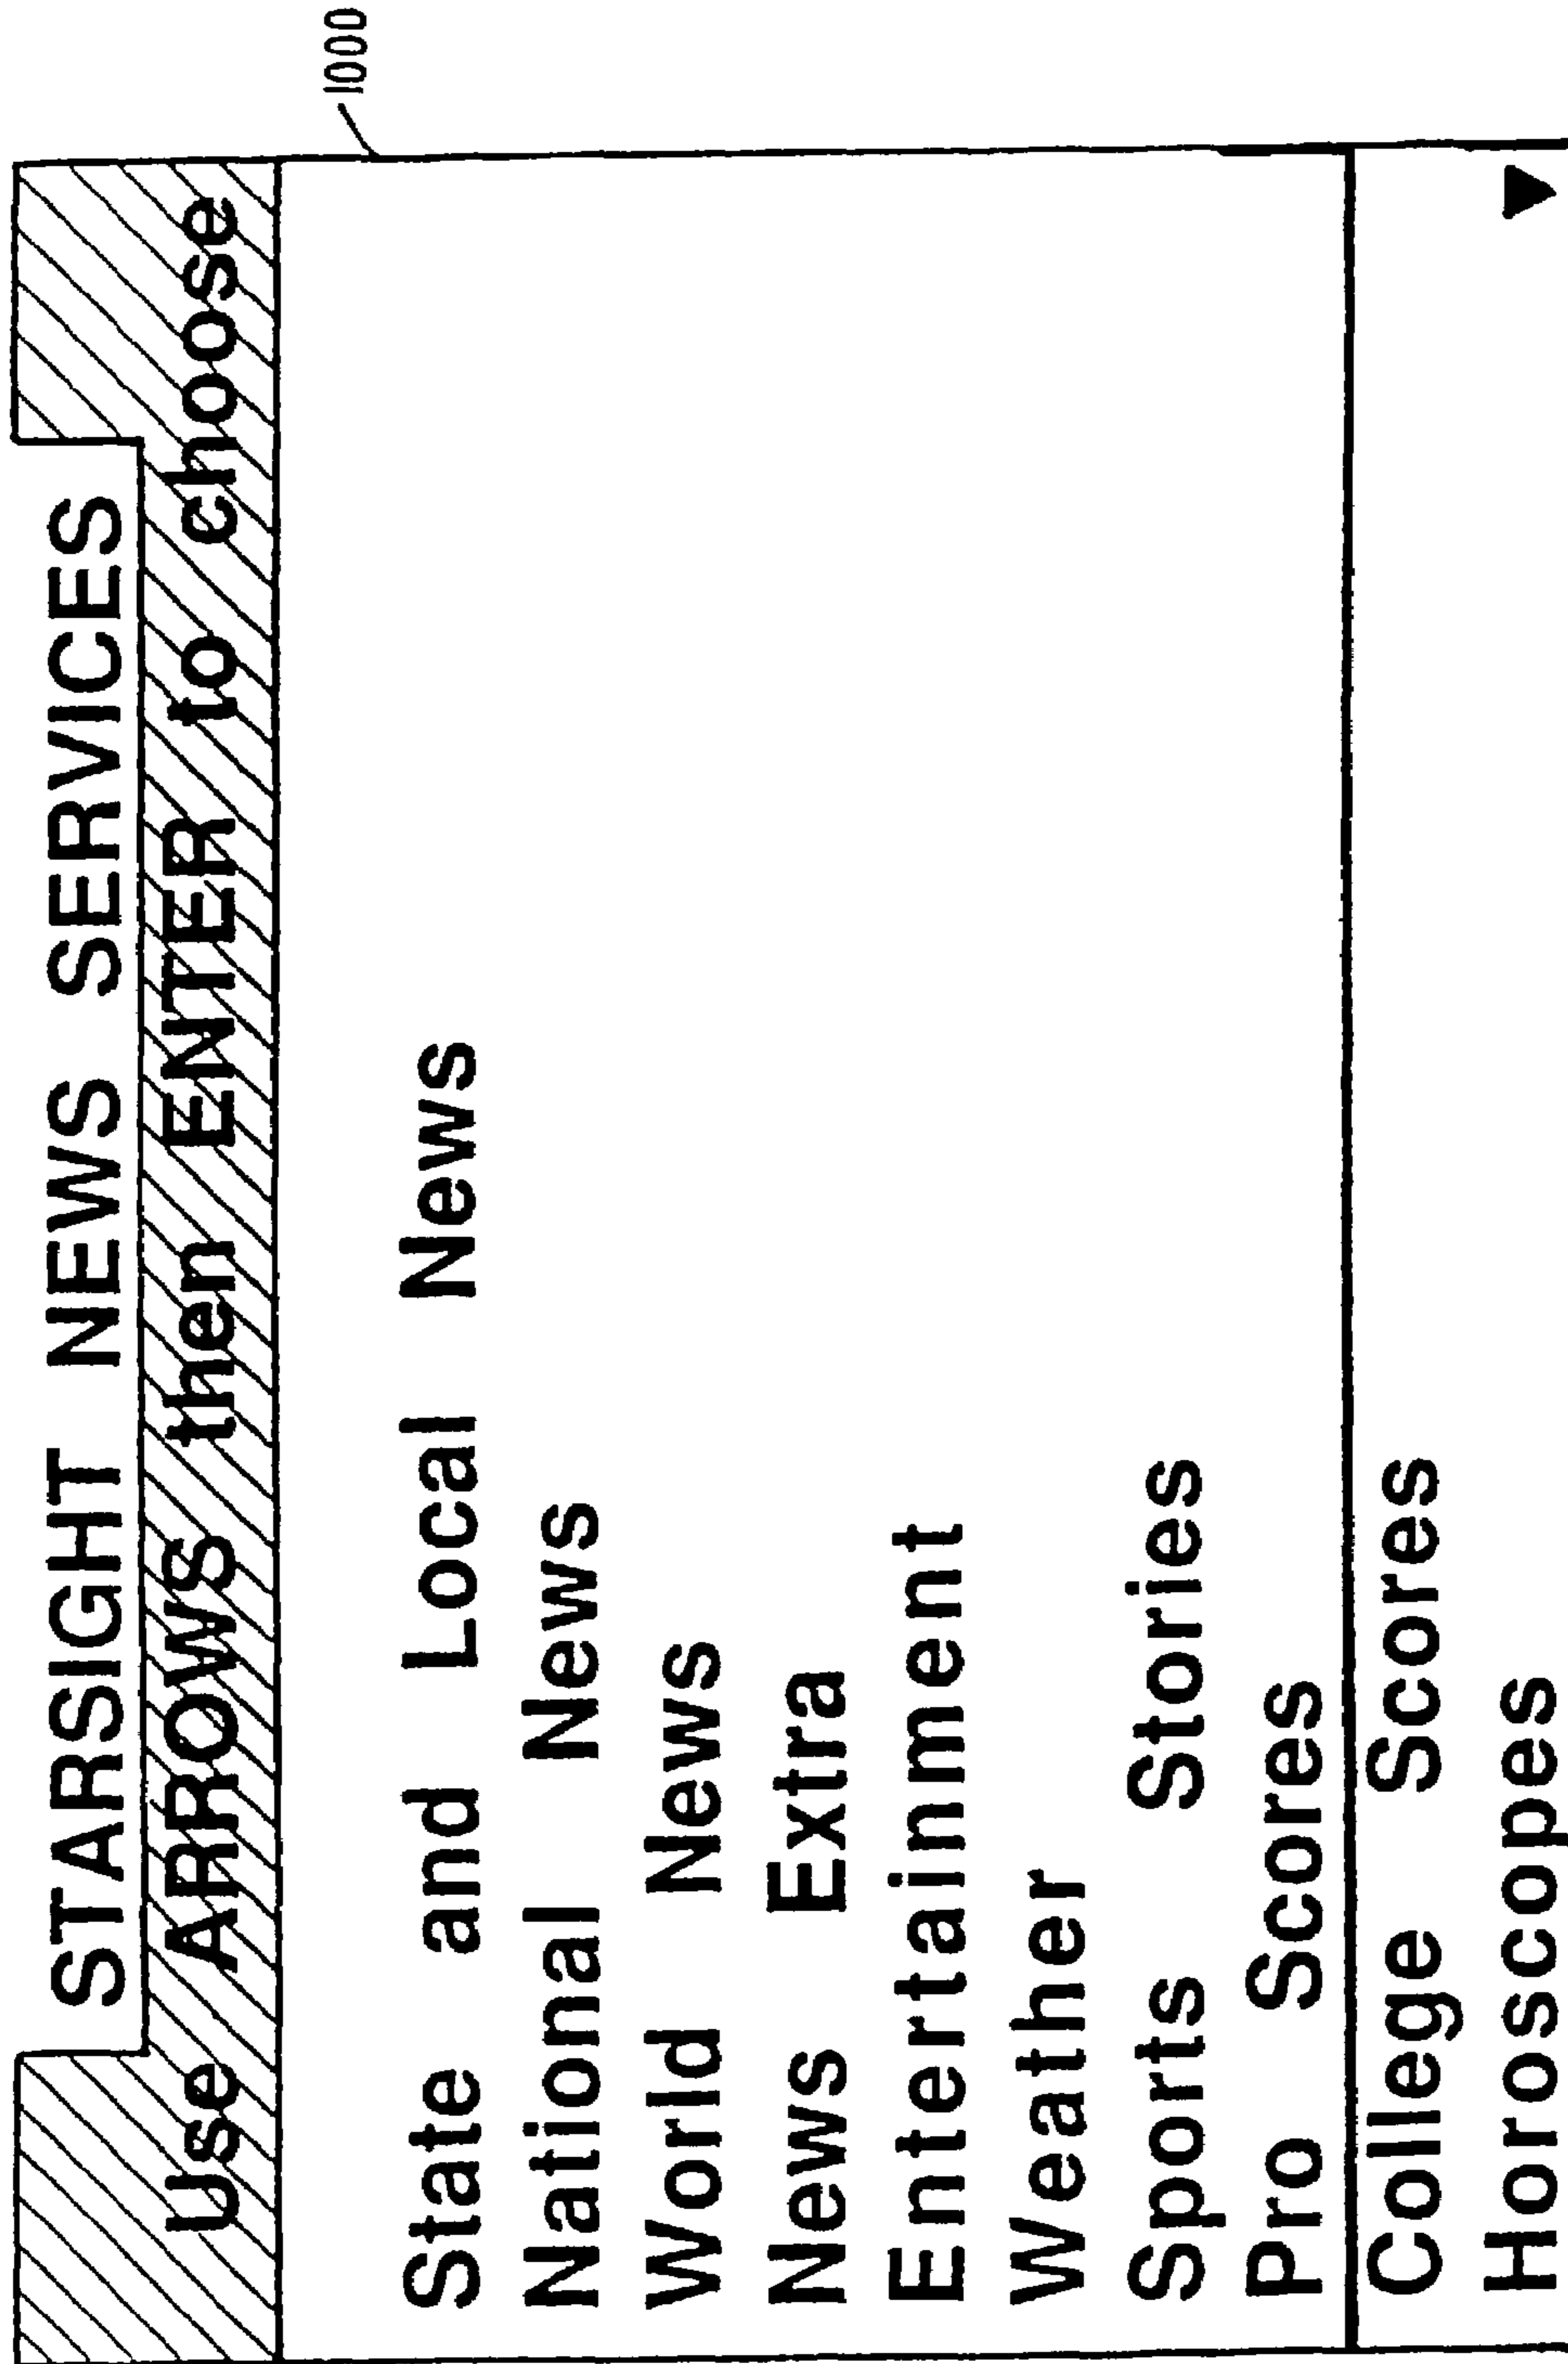 STARSIGHT NEWS SERVICES
Use ARROWS then ENTER to choose
1000
State and Local News
National News
World News
News Extra
Entertainment
Weather
Sports Stories
Pro Scores
College Scores
Horoscopes